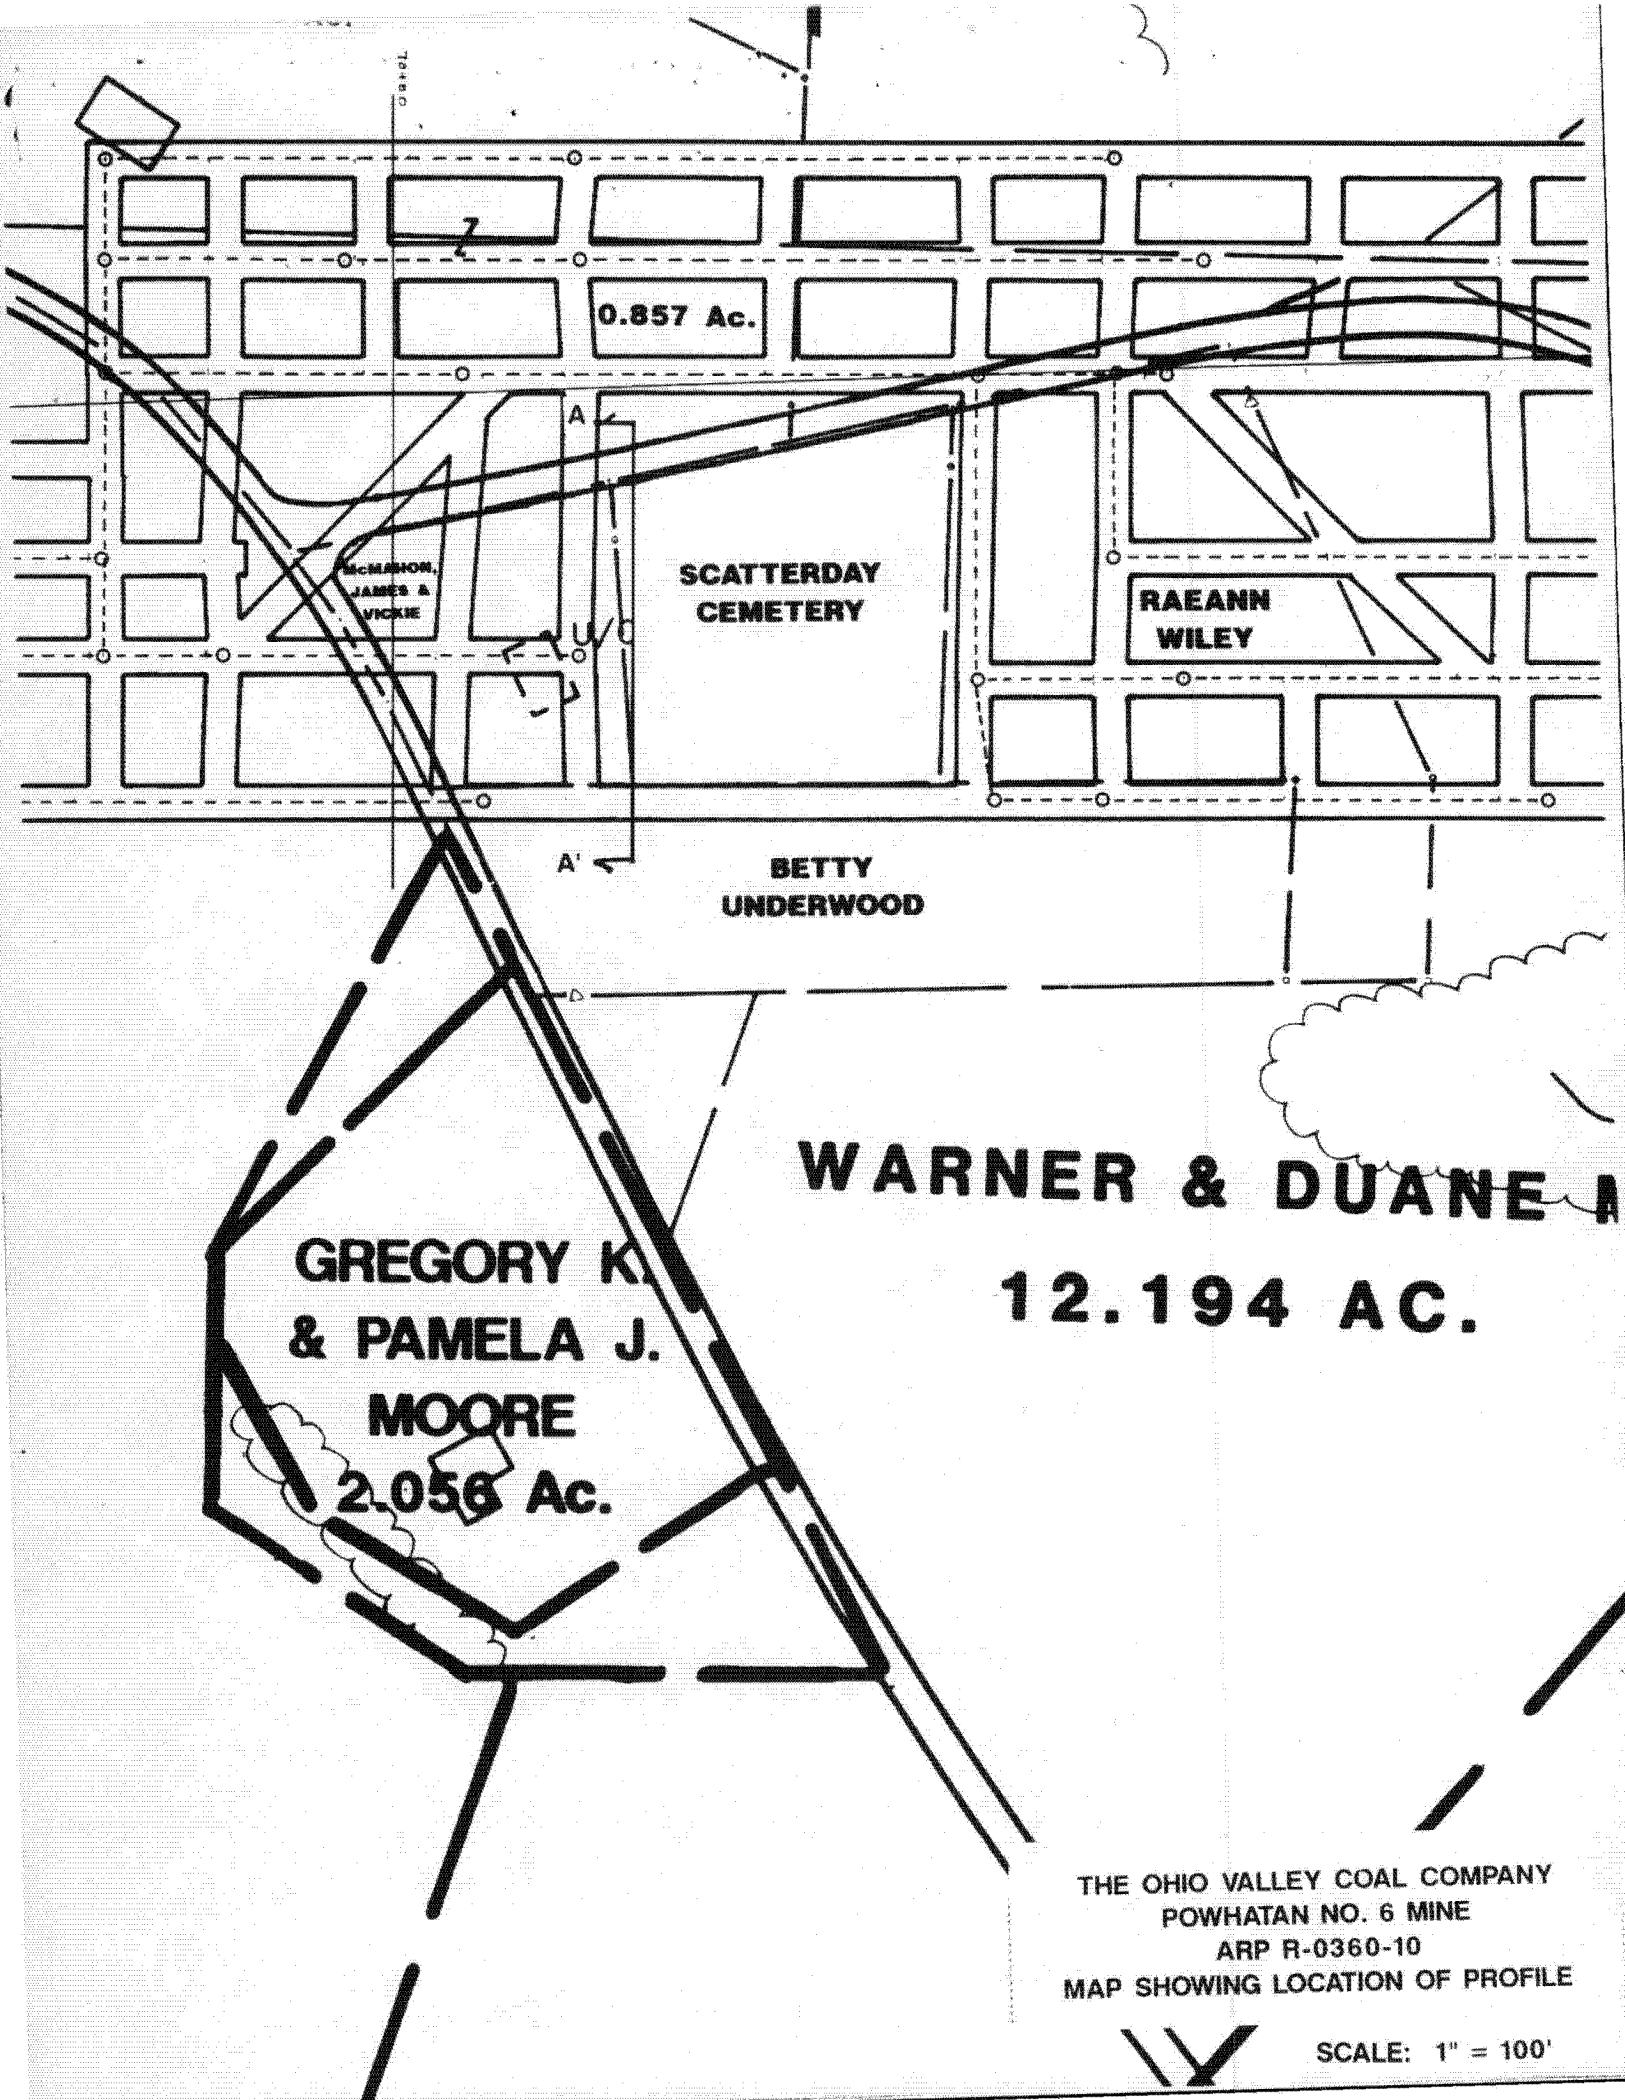 Z
0.857 Ac.
A
McMAHON,
JAMES &
VICKIE
SCATTERDAY
CEMETERY
RAEANN
WILEY
A'
BETTY
UNDERWOOD
WARNER & DUANE
12.194 AC.
GREGORY K.
& PAMELA J.
MOORE
2.056 Ac.
THE OHIO VALLEY COAL COMPANY
POWHATAN NO. 6 MINE
ARP R-0360-10
MAP SHOWING LOCATION OF PROFILE
SCALE: 1" = 100'